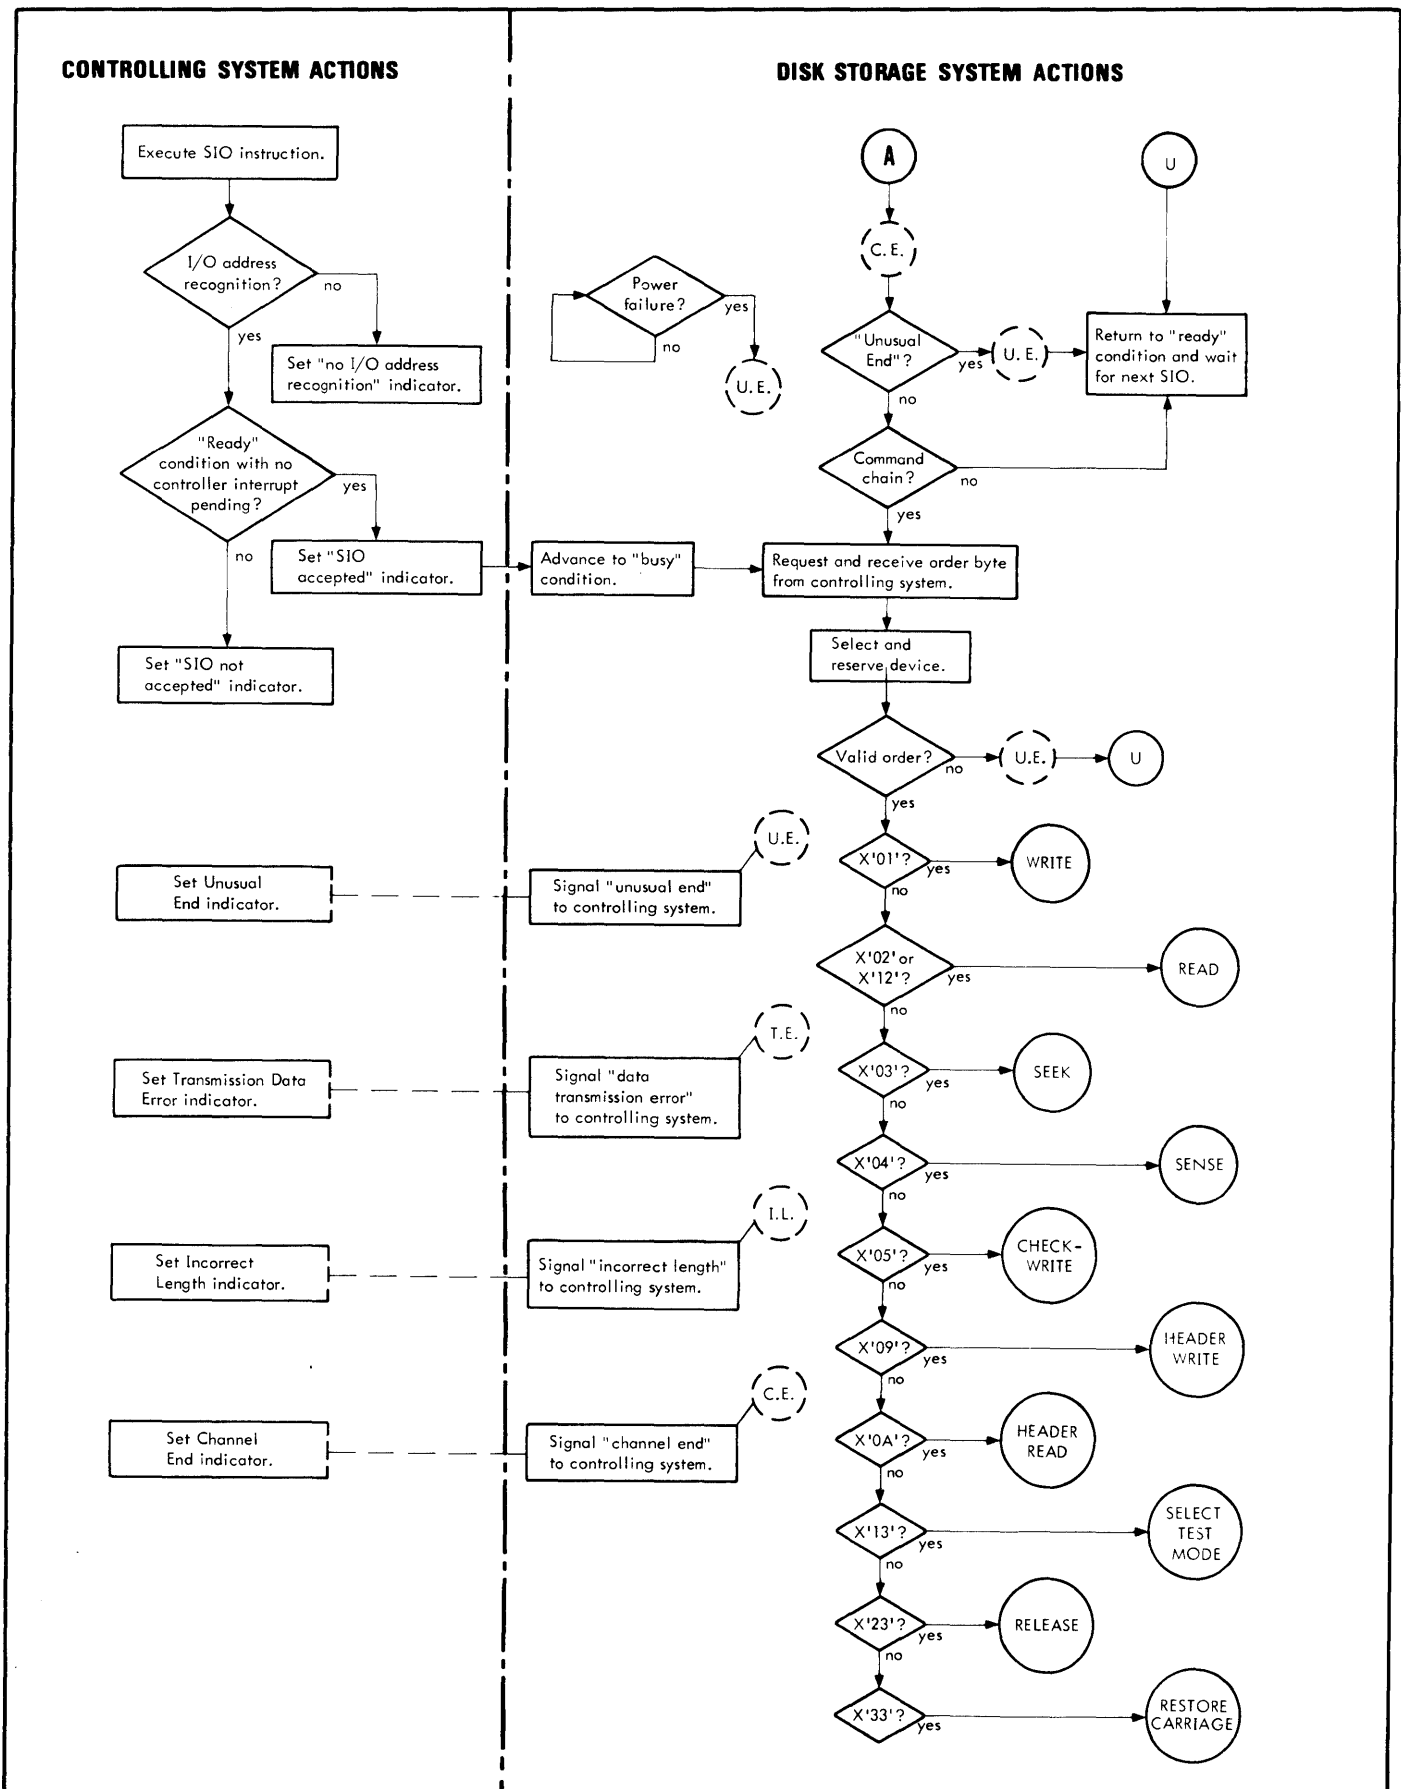 CONTROLLING SYSTEM ACTIONS
DISK STORAGE SYSTEM ACTIONS
Execute SIO instruction.
I/O address
recognition?
no
yes
Set "no I/O address
recognition" indicator.
"Ready"
condition with no
controller interrupt
pending?
yes
no
Set "SIO
accepted" indicator.
Set "SIO not
accepted" indicator.
Power
failure?
yes
no
U.E.
A
C.E.
"Unusual
End"?
yes
no
U.E.
U
Return to "ready"
condition and wait
for next SIO.
Command
chain?
no
yes
Advance to "busy"
condition.
Request and receive order byte
from controlling system.
Select and
reserve device.
Valid order?
no
yes
U.E.
U
X'01'?
yes
no
WRITE
X'02' or
X'12'?
yes
no
READ
X'03'?
yes
no
SEEK
X'04'?
yes
no
SENSE
X'05'?
yes
no
CHECK-
WRITE
X'09'?
yes
no
HEADER
WRITE
X'0A'?
yes
no
HEADER
READ
X'13'?
yes
no
SELECT
TEST
MODE
X'23'?
yes
no
RELEASE
X'33'?
yes
RESTORE
CARRIAGE
Set Unusual
End indicator.
U.E.
Signal "unusual end"
to controlling system.
Set Transmission Data
Error indicator.
T.E.
Signal "data
transmission error"
to controlling system.
Set Incorrect
Length indicator.
I.L.
Signal "incorrect length"
to controlling system.
Set Channel
End indicator.
C.E.
Signal "channel end"
to controlling system.